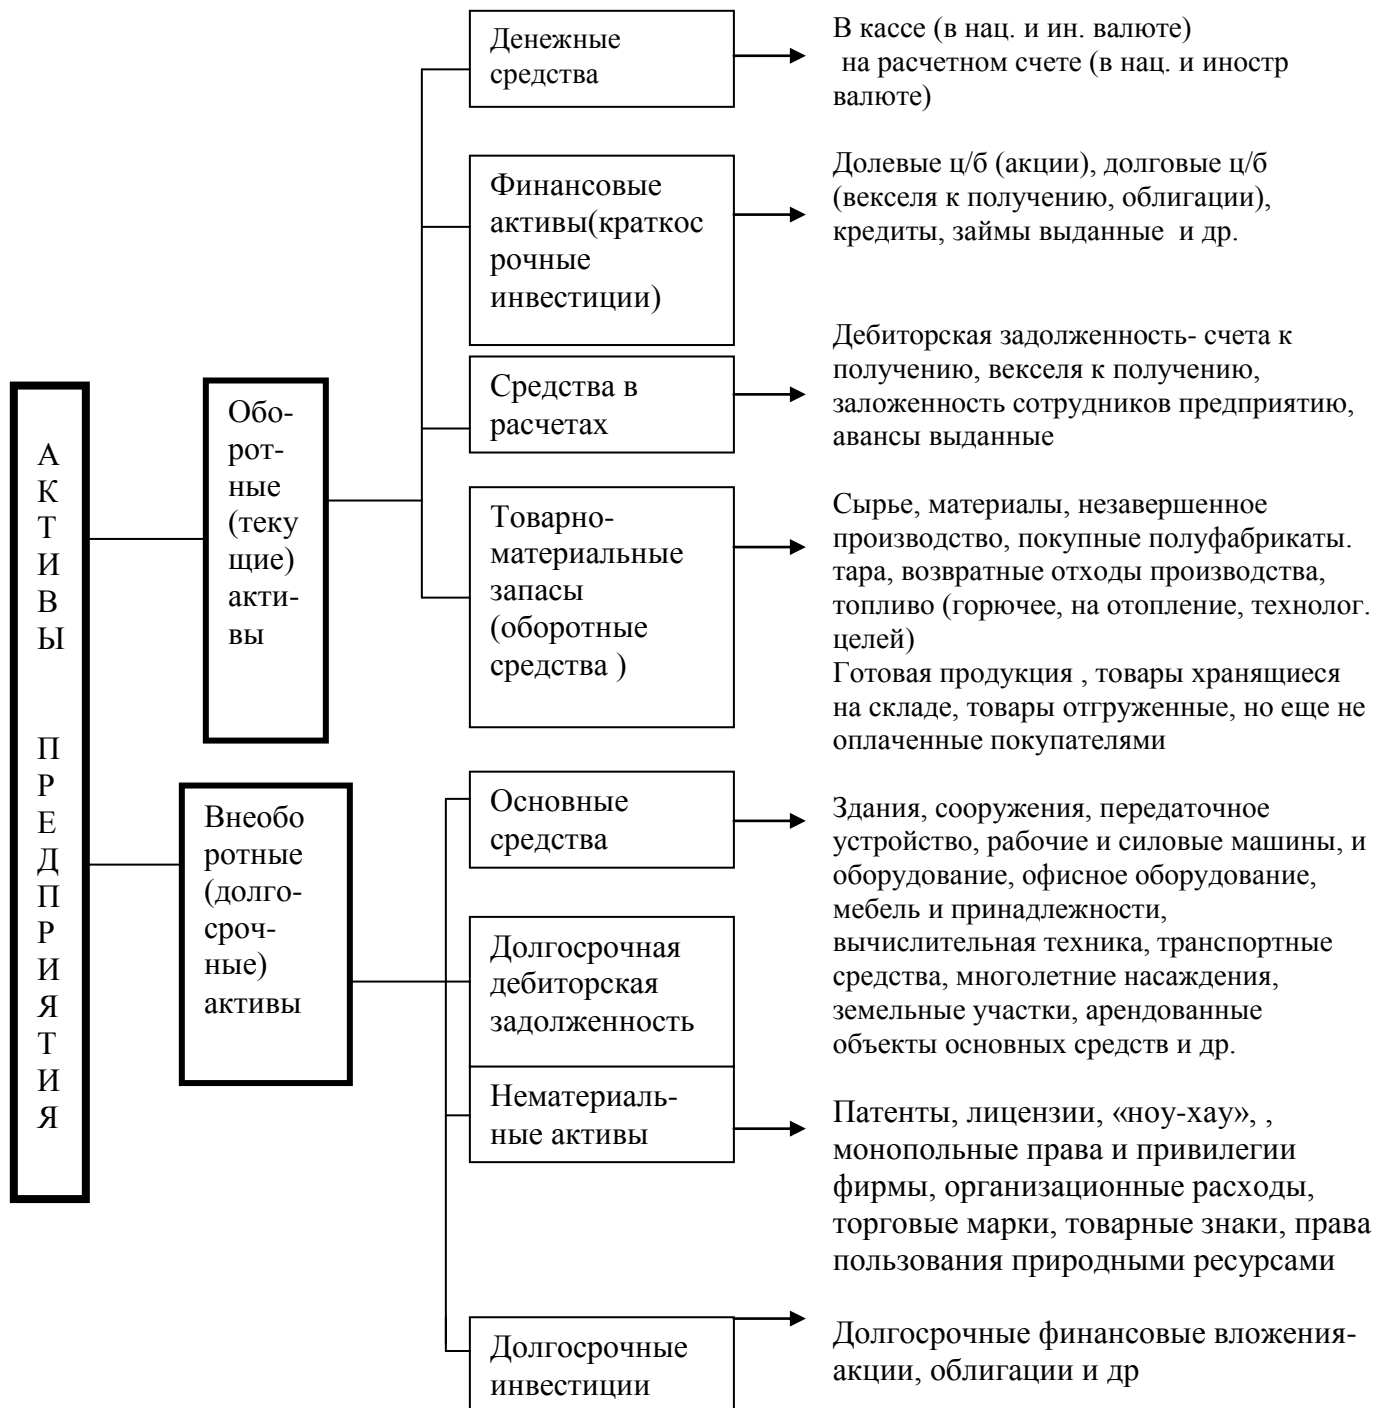 АКТИВЫ ПРЕДПРИЯТИЯ
Обо-
рот-
ные
(теку
щие)
акти-
вы
Денежные
средства
В кассе (в нац. и ин. валюте)
на расчетном счете (в нац. и иностр
валюте)
Финансовые
активы(краткос
рочные
инвестиции)
Долевые ц/б (акции), долговые ц/б
(векселя к получению, облигации),
кредиты, займы выданные и др.
Средства в
расчетах
Дебиторская задолженность- счета к
получению, векселя к получению,
заложенность сотрудников предприятию,
авансы выданные
Товарно-
материальные
запасы
(оборотные
средства )
Сырье, материалы, незавершенное
производство, покупные полуфабрикаты.
тара, возвратные отходы производства,
топливо (горючее, на отопление, технолог.
целей)
Готовая продукция , товары хранящиеся
на складе, товары отгруженные, но еще не
оплаченные покупателями
Внеобо
ротные
(долго-
сроч-
ные)
активы
Основные
средства
Здания, сооружения, передаточное
устройство, рабочие и силовые машины, и
оборудование, офисное оборудование,
мебель и принадлежности,
вычислительная техника, транспортные
средства, многолетние насаждения,
земельные участки, арендованные
объекты основных средств и др.
Долгосрочная
дебиторская
задолженность
Нематериаль-
ные активы
Патенты, лицензии, «ноу-хау», ,
монопольные права и привилегии
фирмы, организационные расходы,
торговые марки, товарные знаки, права
пользования природными ресурсами
Долгосрочные
инвестиции
Долгосрочные финансовые вложения-
акции, облигации и др